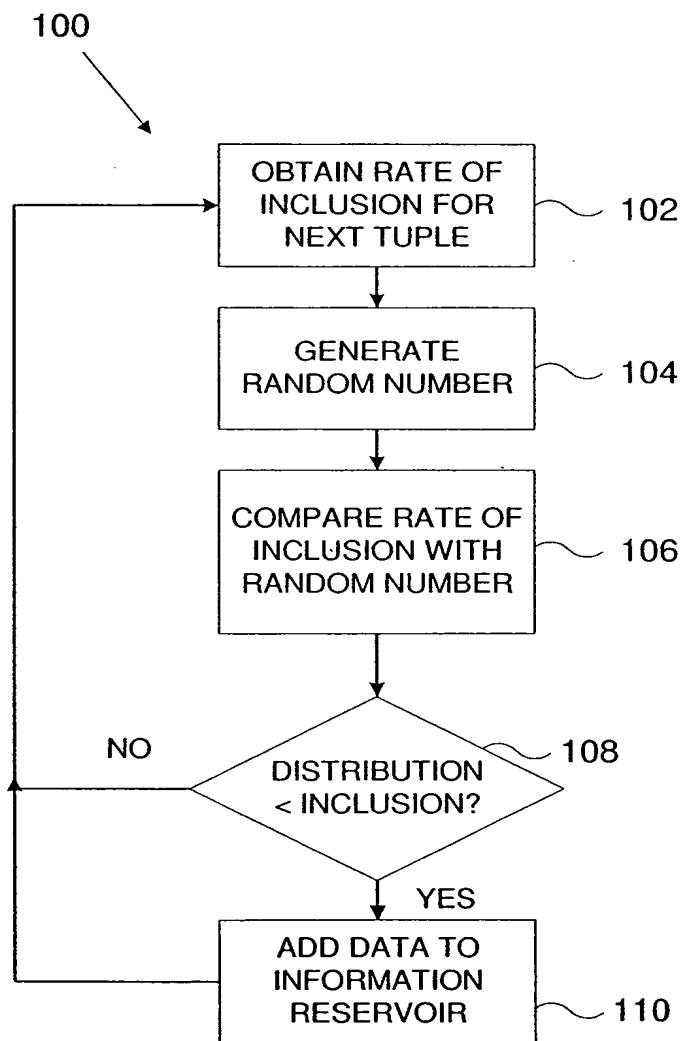 100
OBTAIN RATE OF
INCLUSION FOR
NEXT TUPLE
102
GENERATE
RANDOM NUMBER
104
COMPARE RATE OF
INCLUSION WITH
RANDOM NUMBER
106
NO
108
DISTRIBUTION
< INCLUSION?
YES
ADD DATA TO
INFORMATION
RESERVOIR
110